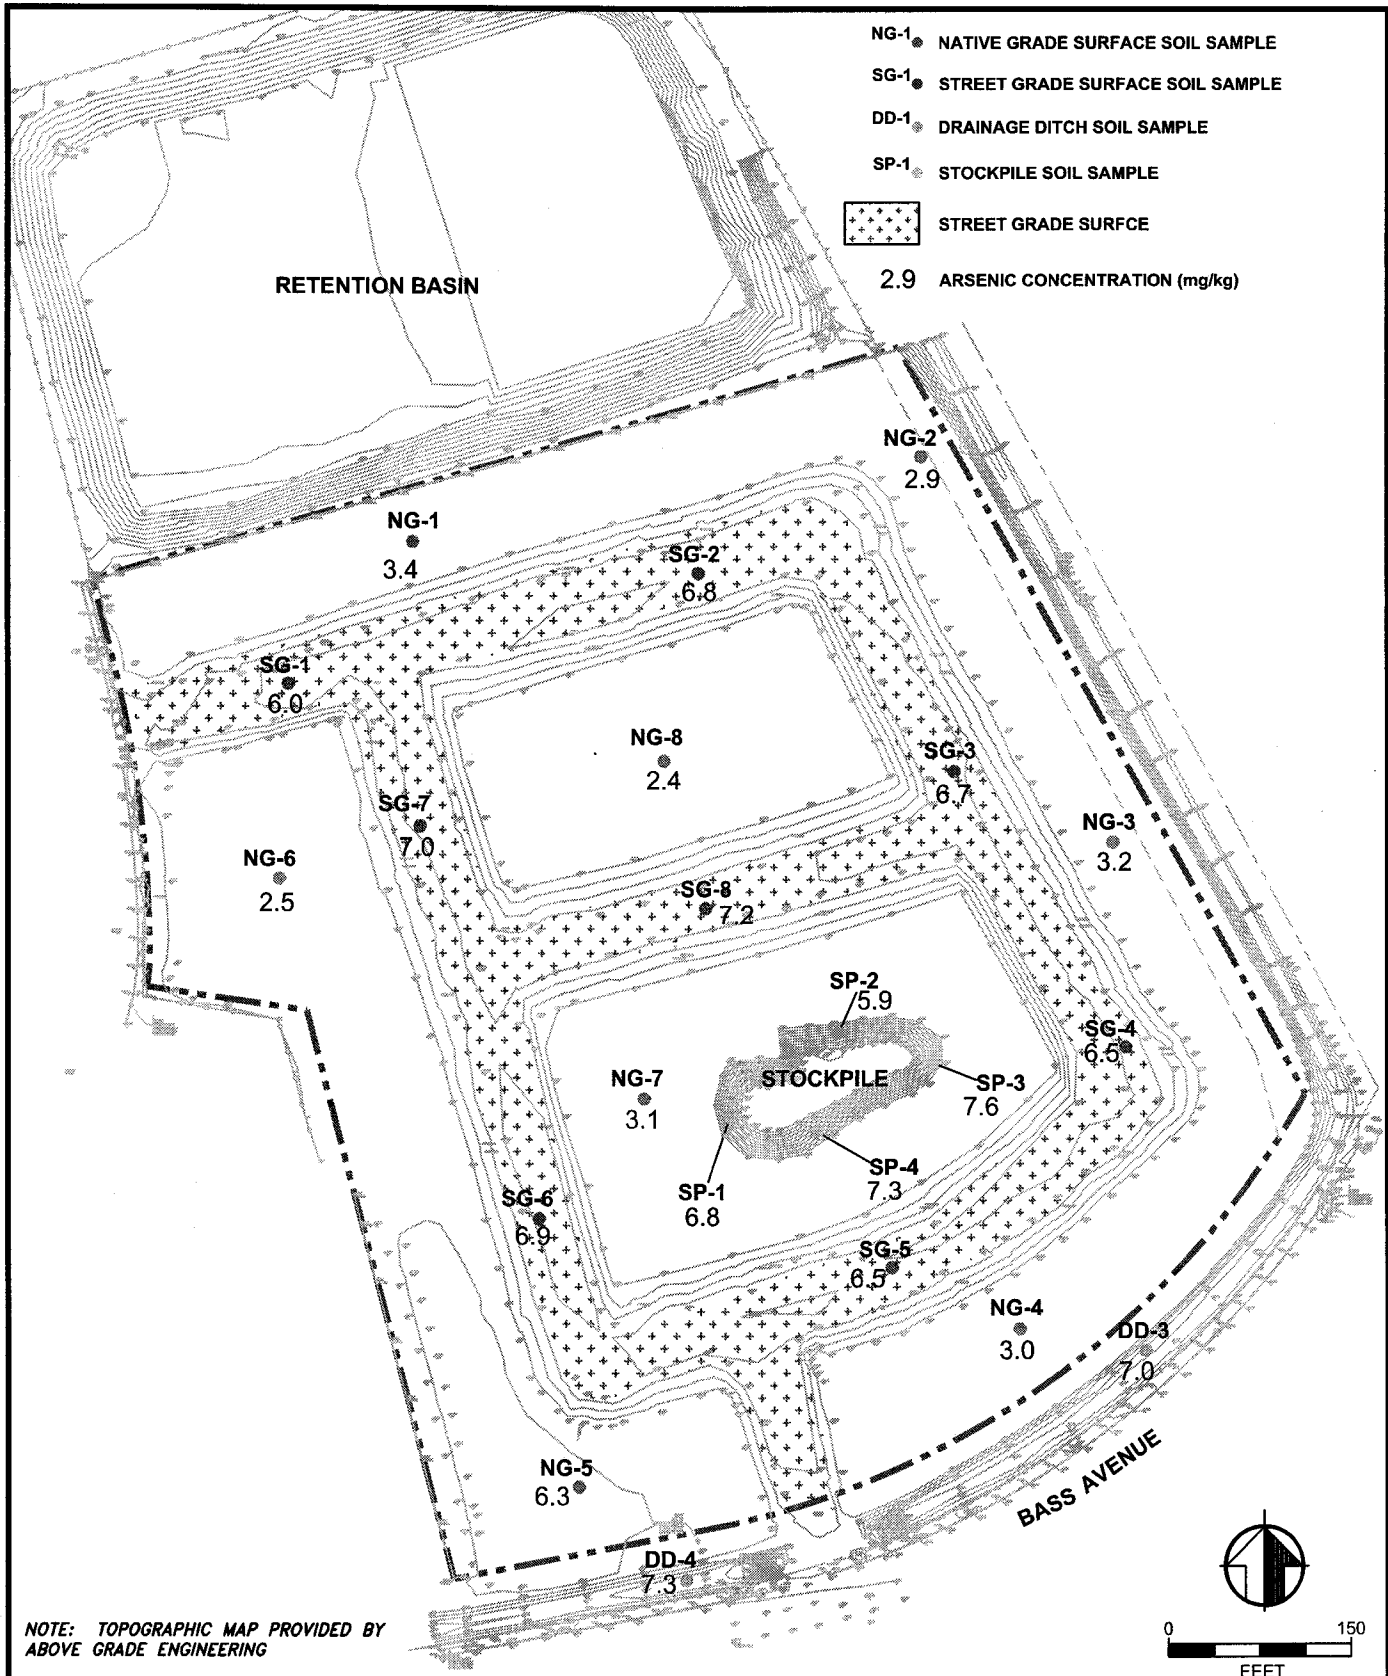 NG-1 NATIVE GRADE SURFACE SOIL SAMPLE
SG-1 STREET GRADE SURFACE SOIL SAMPLE
DD-1 DRAINAGE DITCH SOIL SAMPLE
SP-1 STOCKPILE SOIL SAMPLE
STREET GRADE SURFCE
2.9 ARSENIC CONCENTRATION (mg/kg)
RETENTION BASIN
NG-2
2.9
NG-1
3.4
SG-2
6.8
SG-1
6.0
NG-8
2.4
SG-3
6.7
SG-7
7.0
NG-3
3.2
NG-6
2.5
SG-8
7.2
SP-2
5.9
SG-4
6.5
STOCKPILE
NG-7
3.1
SP-3
7.6
SP-4
7.3
SP-1
6.8
SG-6
6.9
SG-5
6.5
NG-4
3.0
DD-3
7.0
BASS AVENUE
NG-5
6.3
DD-4
7.3
NOTE: TOPOGRAPHIC MAP PROVIDED BY
ABOVE GRADE ENGINEERING
0 150
FEET